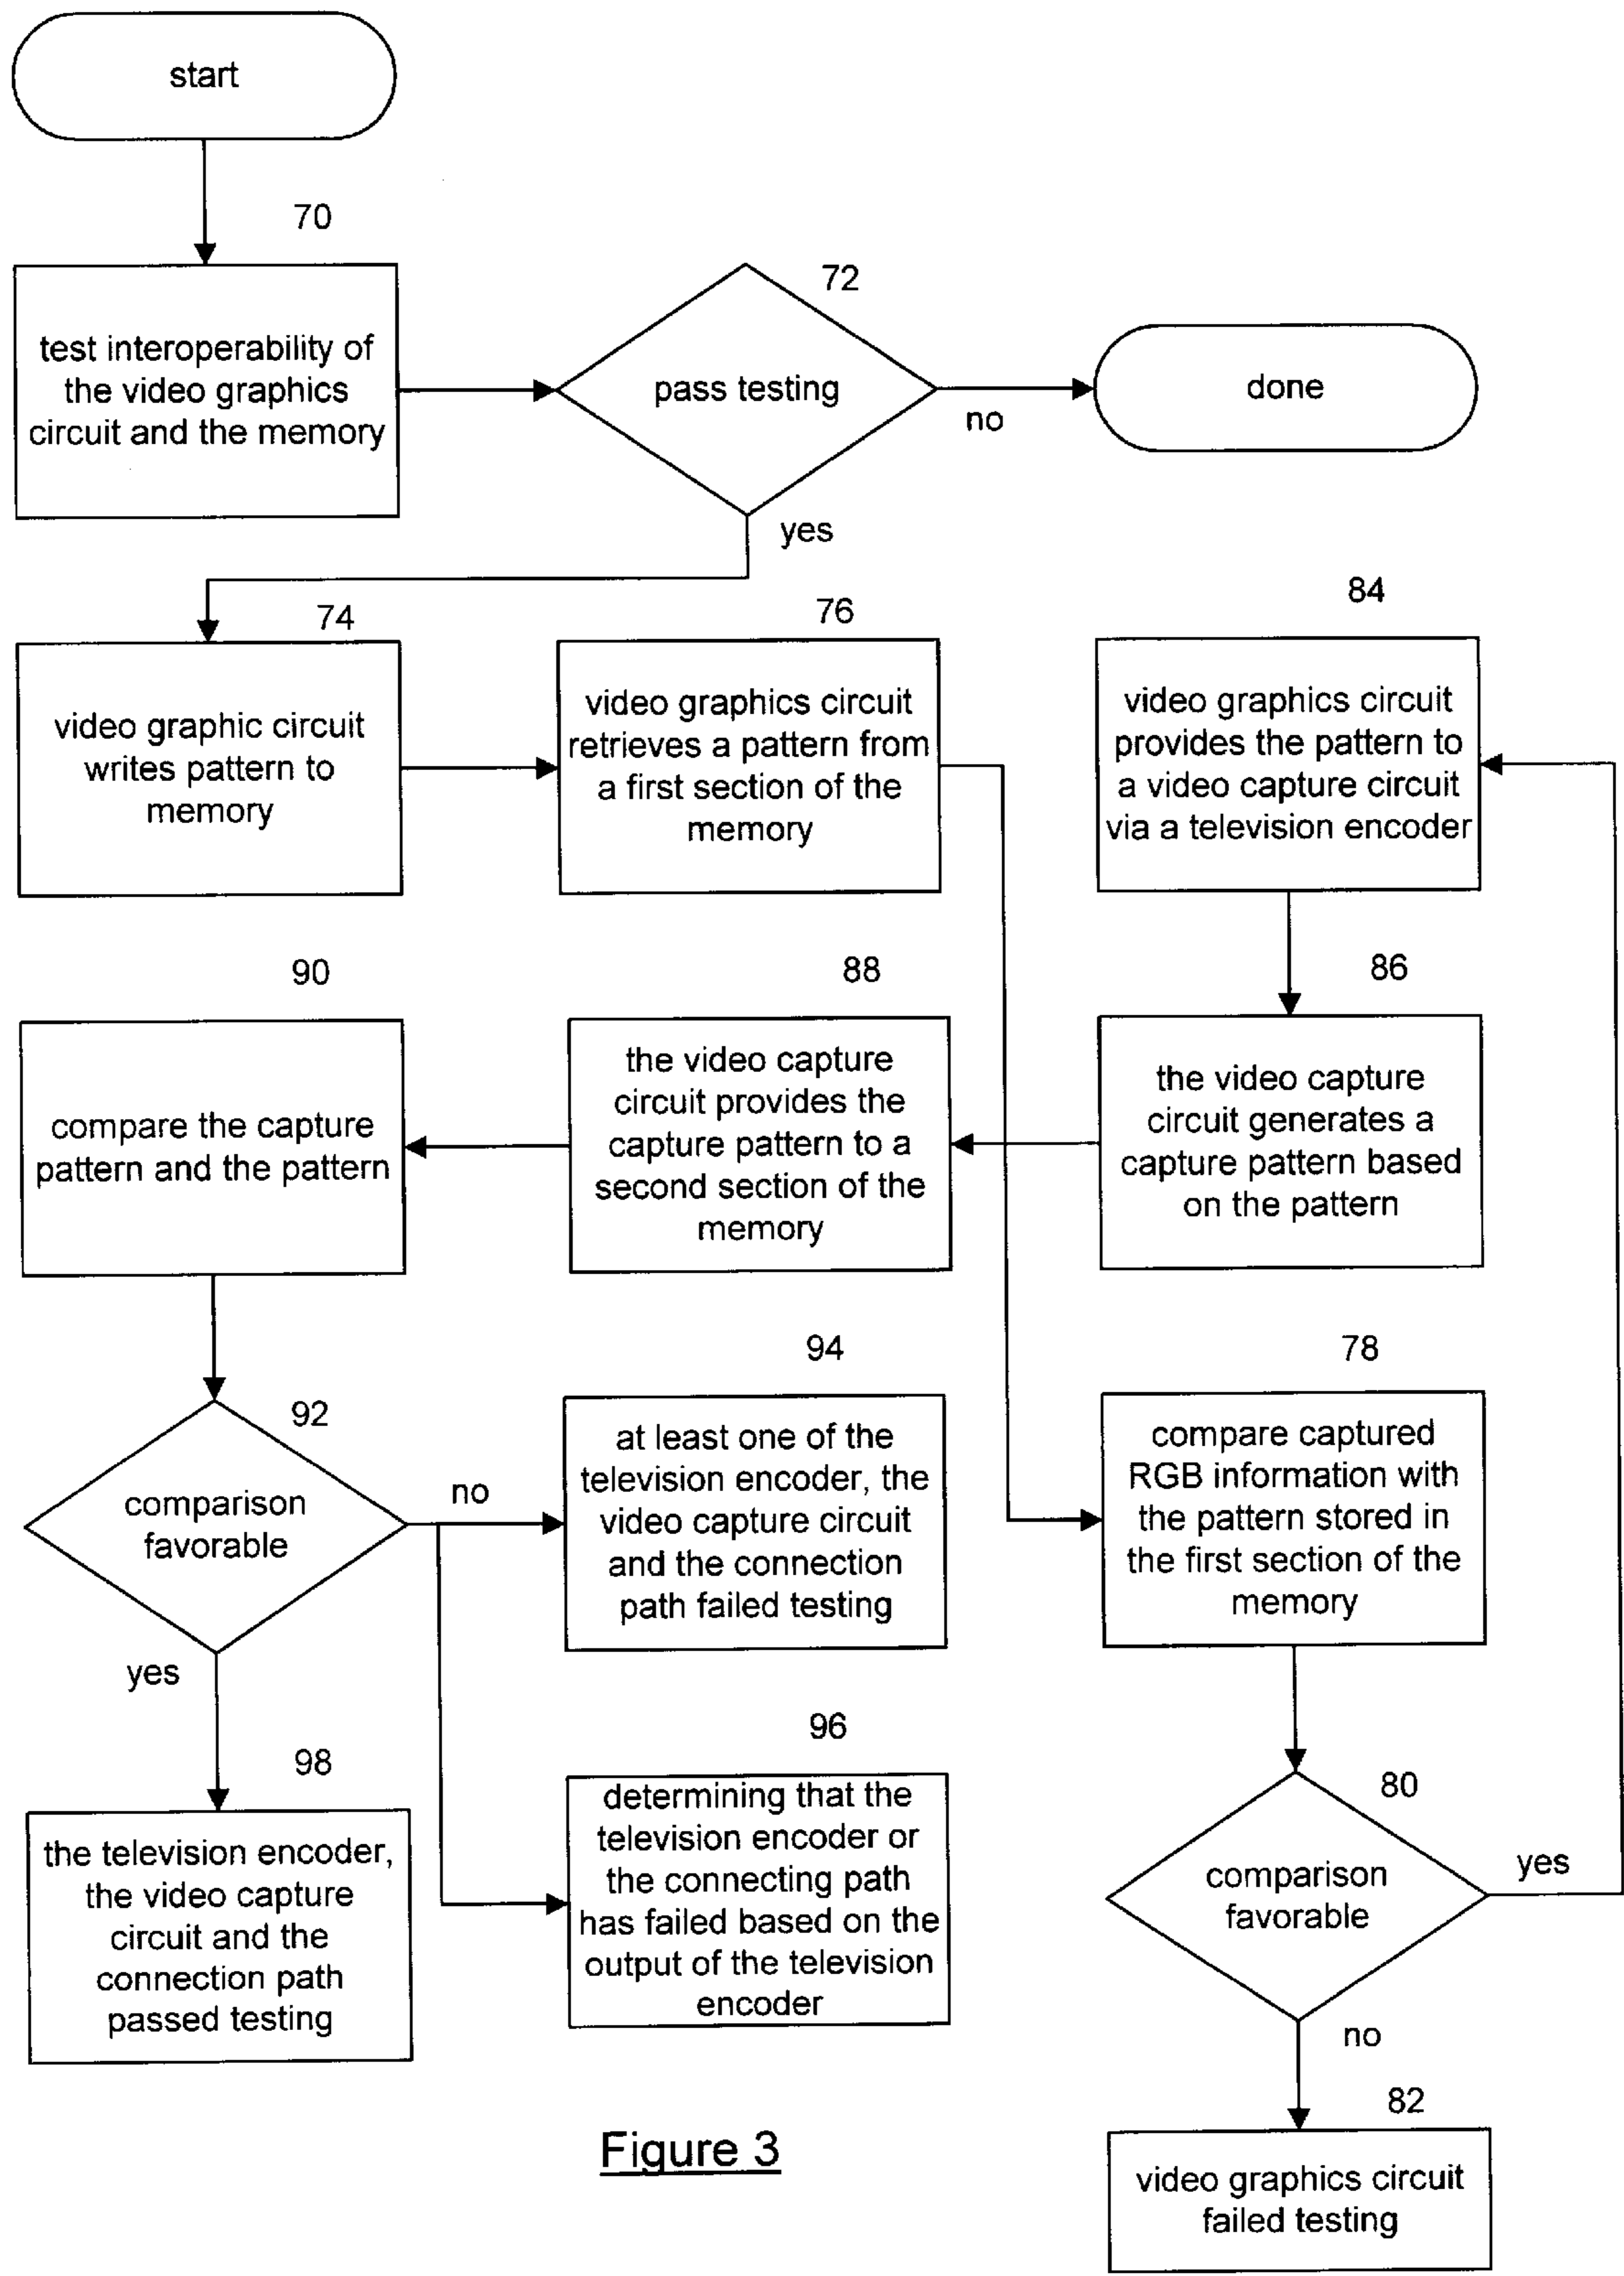 start
70
test interoperability of
the video graphics
circuit and the memory
72
pass testing
no
done
yes
74
video graphic circuit
writes pattern to
memory
76
video graphics circuit
retrieves a pattern from
a first section of the
memory
84
video graphics circuit
provides the pattern to
a video capture circuit
via a television encoder
90
compare the capture
pattern and the pattern
88
the video capture
circuit provides the
capture pattern to a
second section of the
memory
86
the video capture
circuit generates a
capture pattern based
on the pattern
92
comparison
favorable
no
yes
94
at least one of the
television encoder, the
video capture circuit
and the connection
path failed testing
78
compare captured
RGB information with
the pattern stored in
the first section of the
memory
98
the television encoder,
the video capture
circuit and the
connection path
passed testing
96
determining that the
television encoder or
the connecting path
has failed based on the
output of the television
encoder
80
comparison
favorable
yes
no
82
video graphics circuit
failed testing
Figure 3